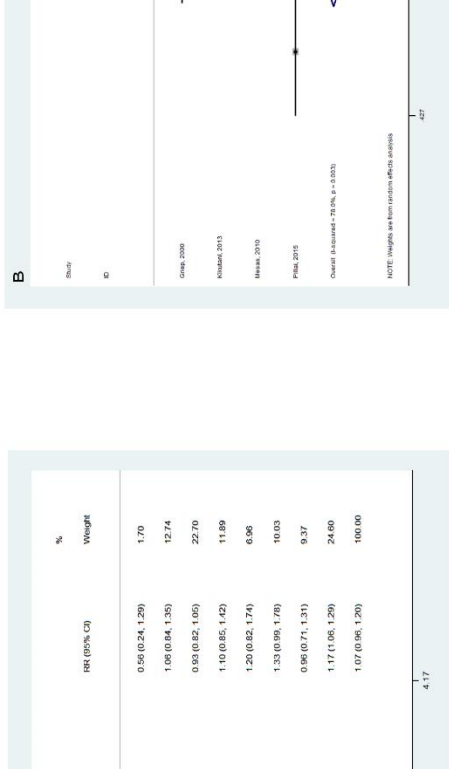 %
RR (95% CI) Weight
0.56 (0.24, 1.29) 1.70
1.06 (0.84, 1.35) 12.74
0.93 (0.82, 1.05) 22.70
1.10 (0.85, 1.42) 11.89
1.20 (0.82, 1.74) 6.96
1.33 (0.99, 1.78) 10.03
0.96 (0.71, 1.31) 9.37
1.17 (1.06, 1.29) 24.60
1.07 (0.96, 1.20) 100.00
4.17
B
Study
ID
Griep, 2000
Kikutani, 2013
Mesas, 2010
Pillai, 2015
Overall (I-squared = 78.0%, p = 0.003)
NOTE: Weights are from random effects analysis
.427